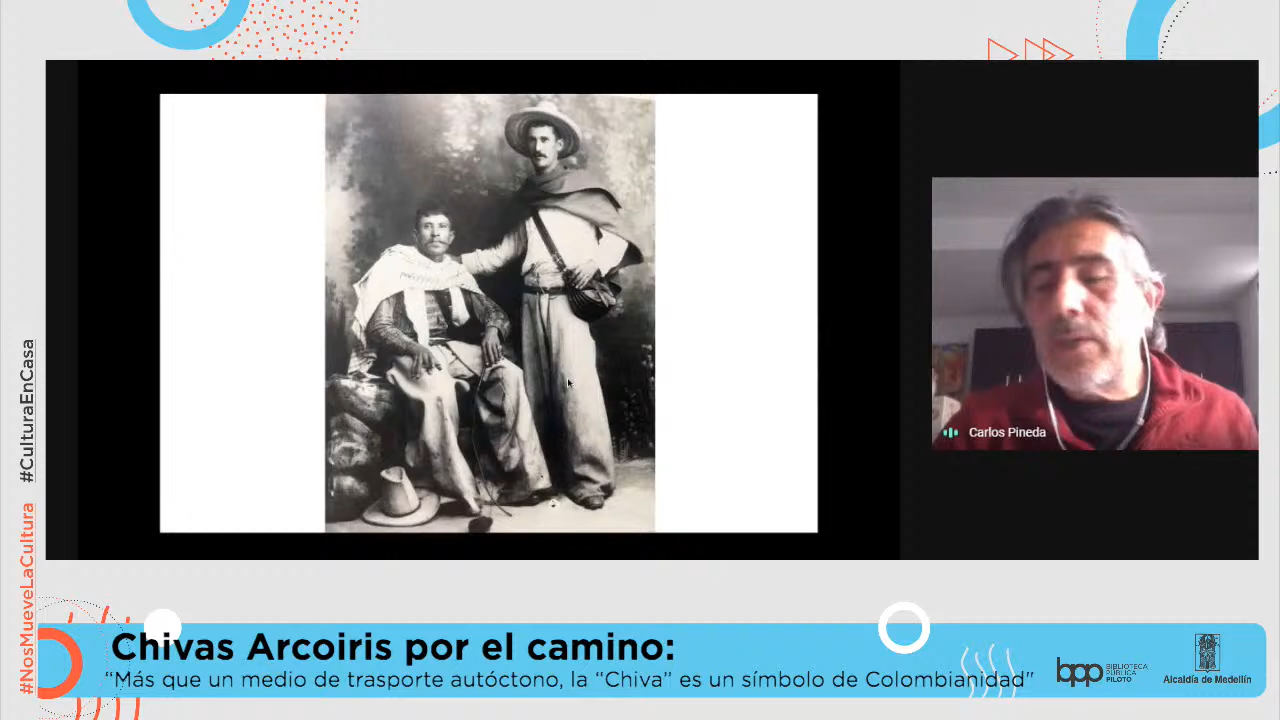 #CulturaEnCasa
#NosMueveLaCultura
Carlos Pineda
Chivas Arcoiris por el camino:
“Más que un medio de trasporte autóctono, la “Chiva” es un símbolo de Colombianidad"
bpp
BIBLIOTECA
PÚBLICA
PILOTO
Alcaldía de Medellín